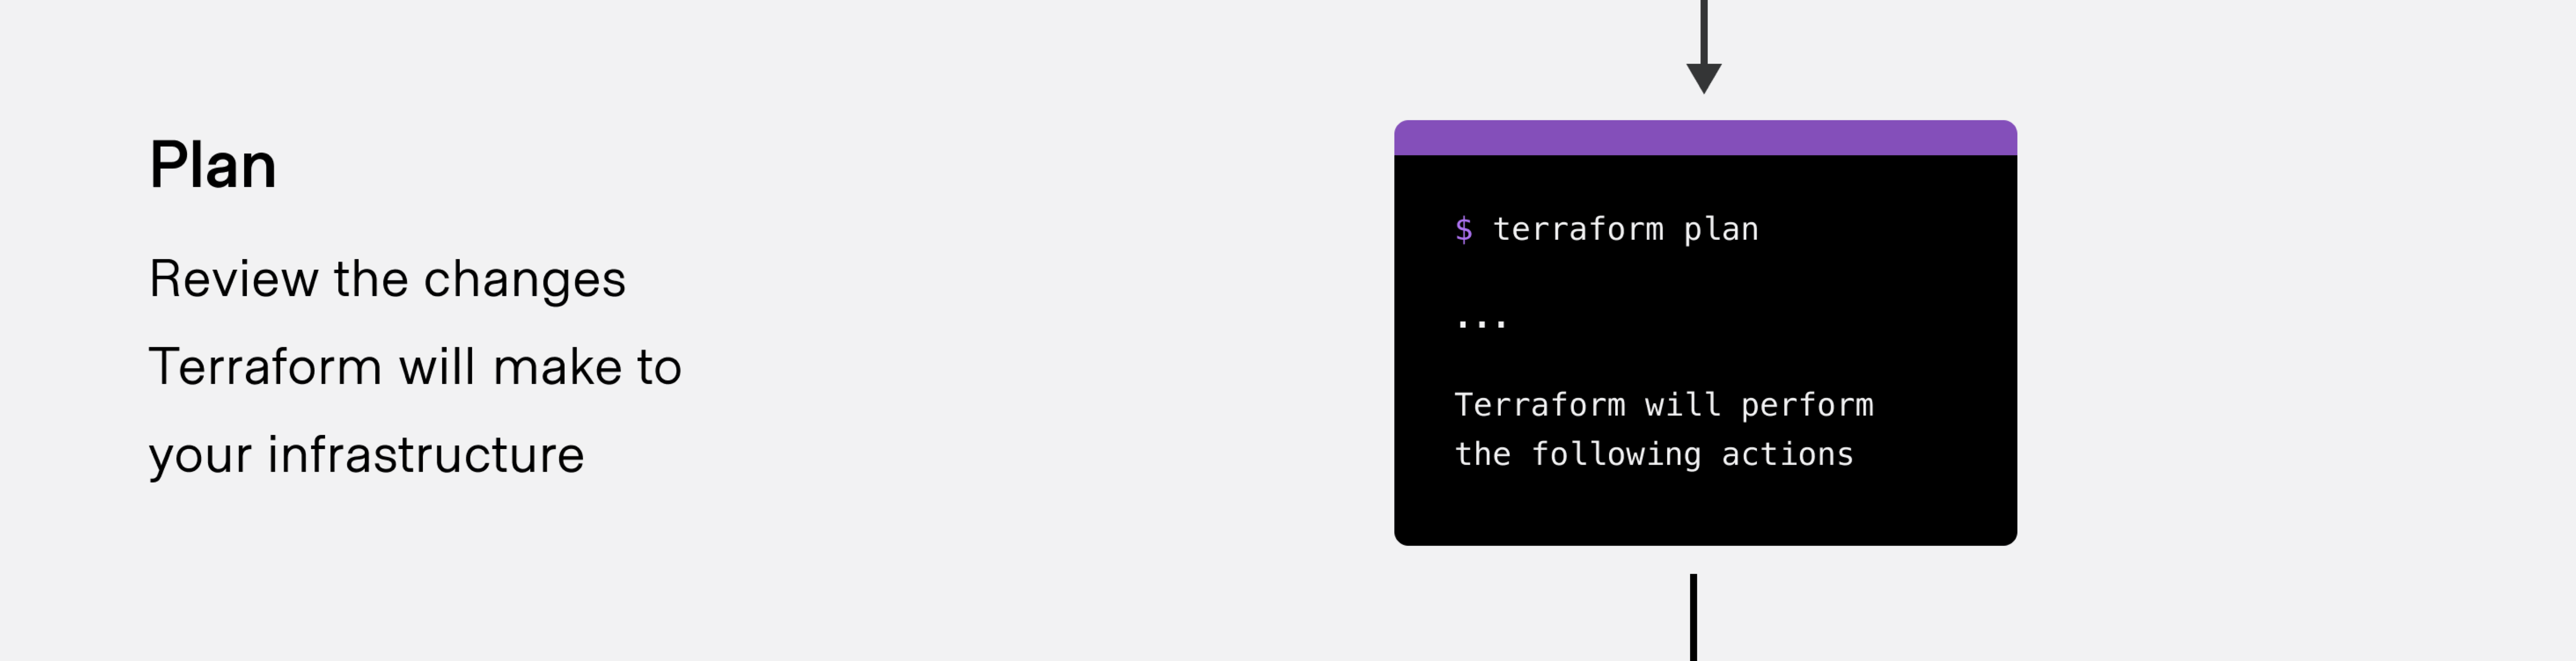 Plan
Review the changes
Terraform will make to
your infrastructure
$ terraform plan
...
Terraform will perform
the following actions